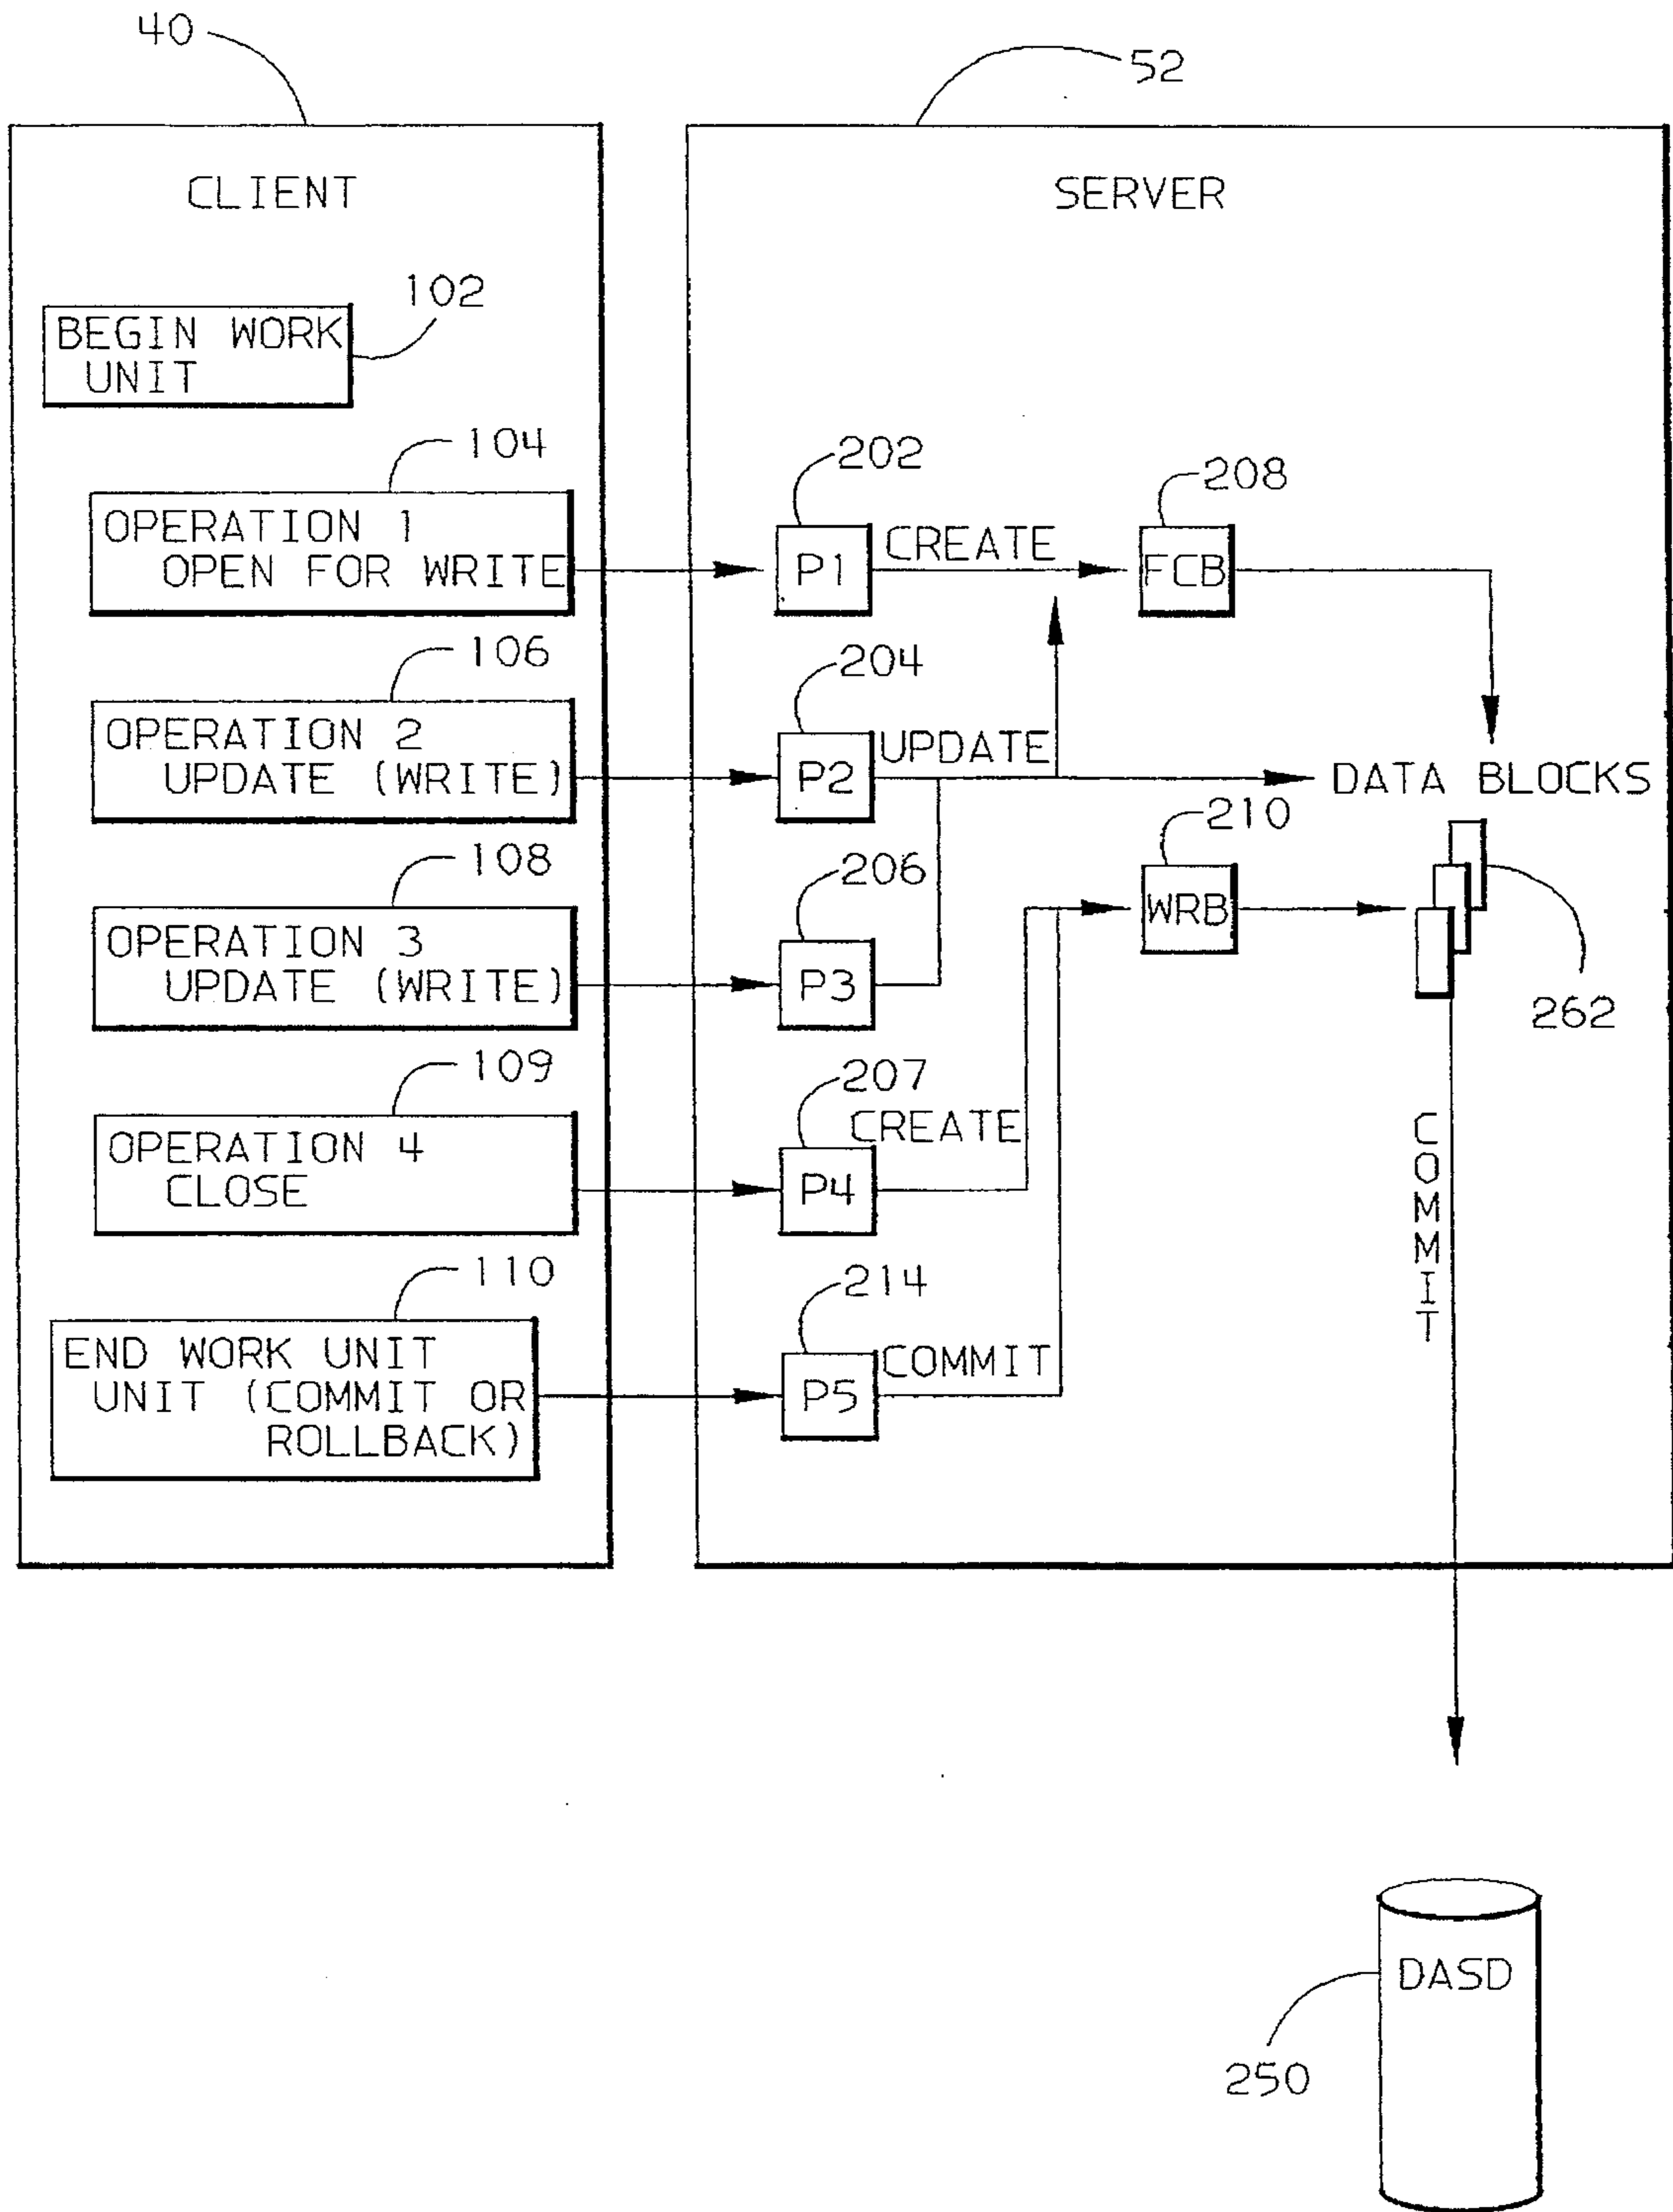 40
52
CLIENT
SERVER
102
BEGIN WORK
UNIT
104
OPERATION 1
OPEN FOR WRITE
202
P1
CREATE
208
FCB
106
OPERATION 2
UPDATE (WRITE)
204
P2
UPDATE
DATA BLOCKS
210
WRB
262
108
OPERATION 3
UPDATE (WRITE)
206
P3
109
OPERATION 4
CLOSE
207
CREATE
P4
COMMIT
110
END WORK UNIT
UNIT (COMMIT OR
ROLLBACK)
214
P5
COMMIT
DASD
250